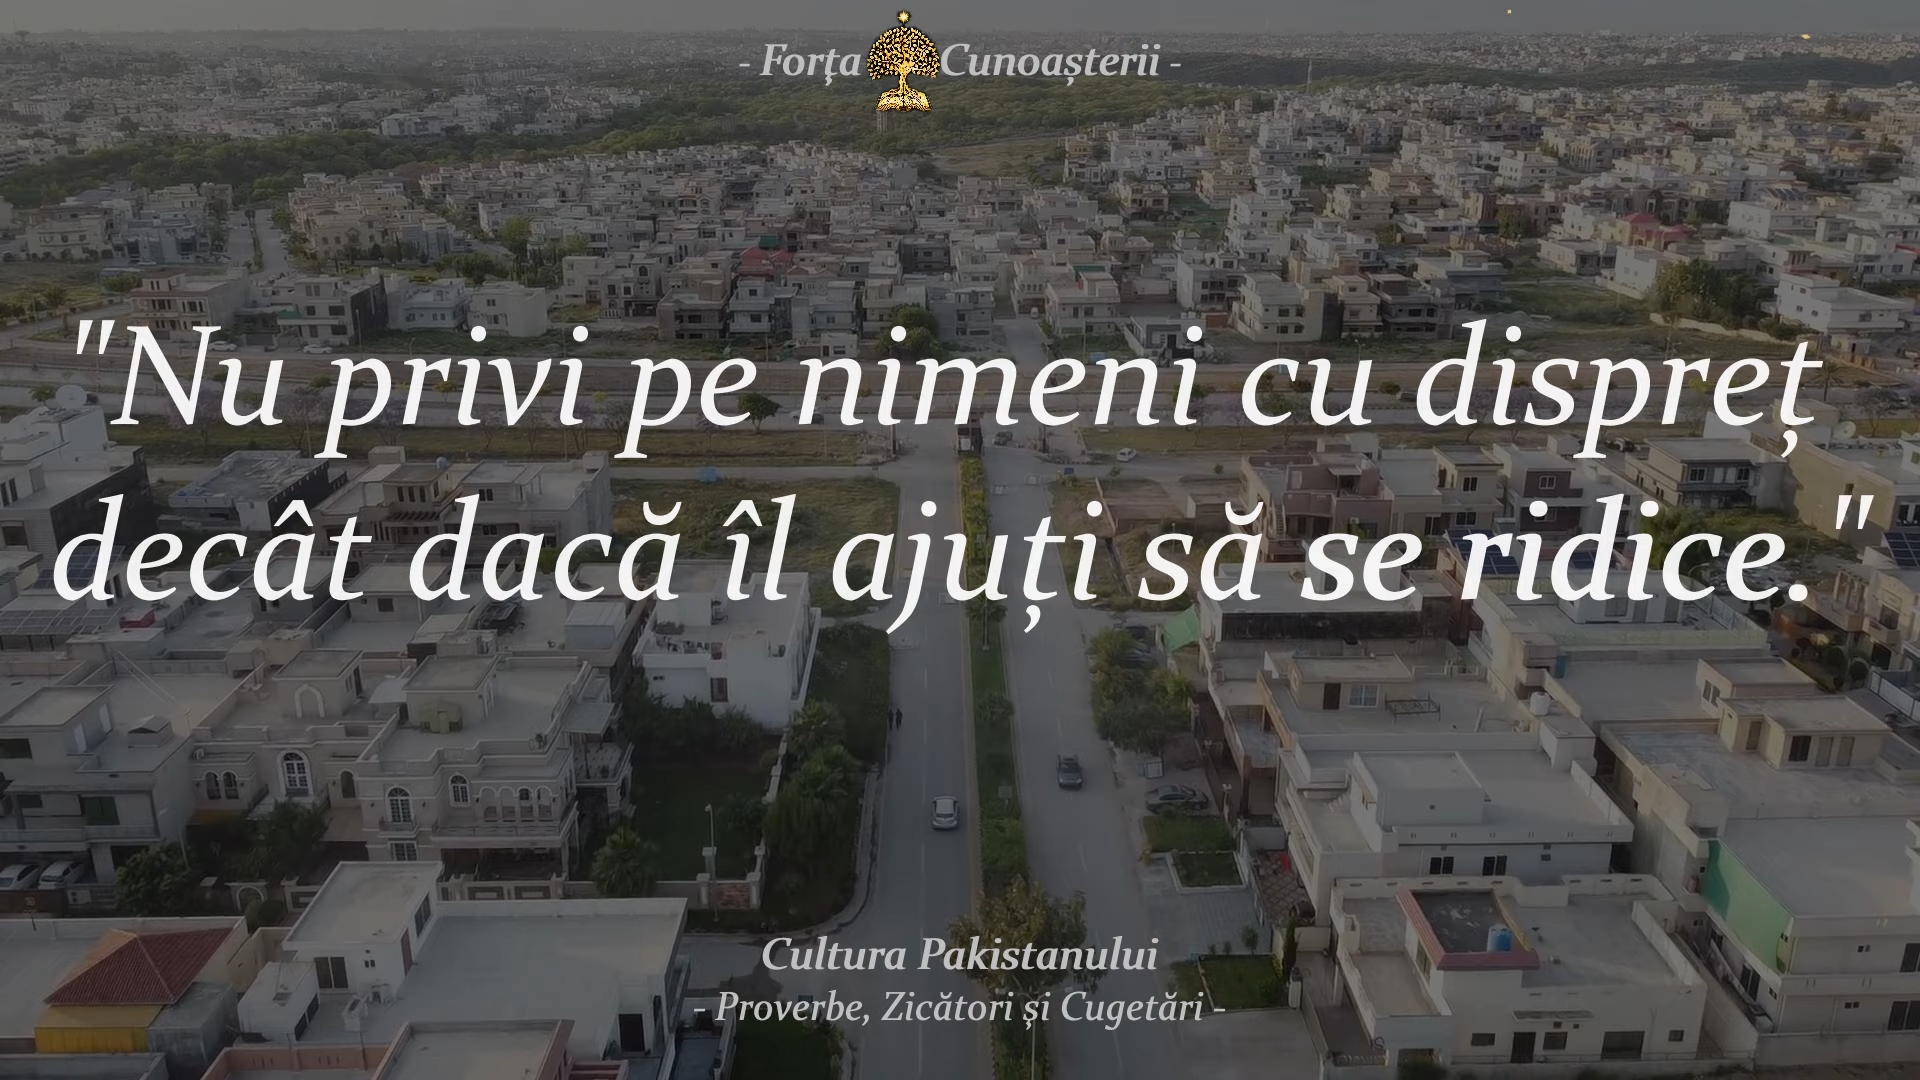 - Forța Cunoașterii -
"Nu privi pe nimeni cu dispreț
decât dacă îl ajuți să se ridice."
Cultura Pakistanului
- Proverbe, Zicători și Cugetări -